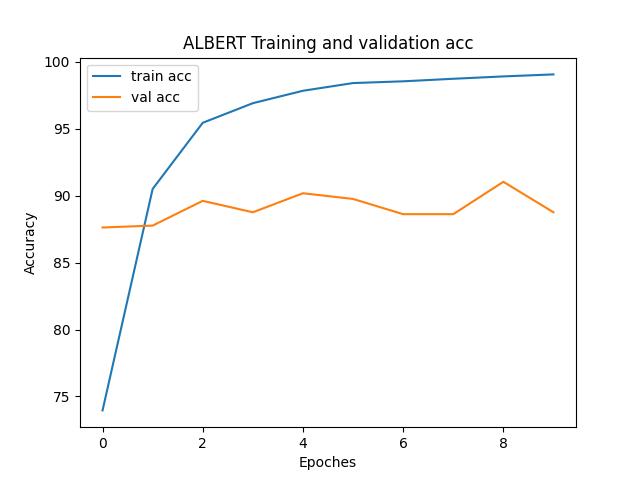 ALBERT Training and validation acc
train acc
val acc
100
95
90
85
80
75
Accuracy
0 2 4 6 8
Epoches